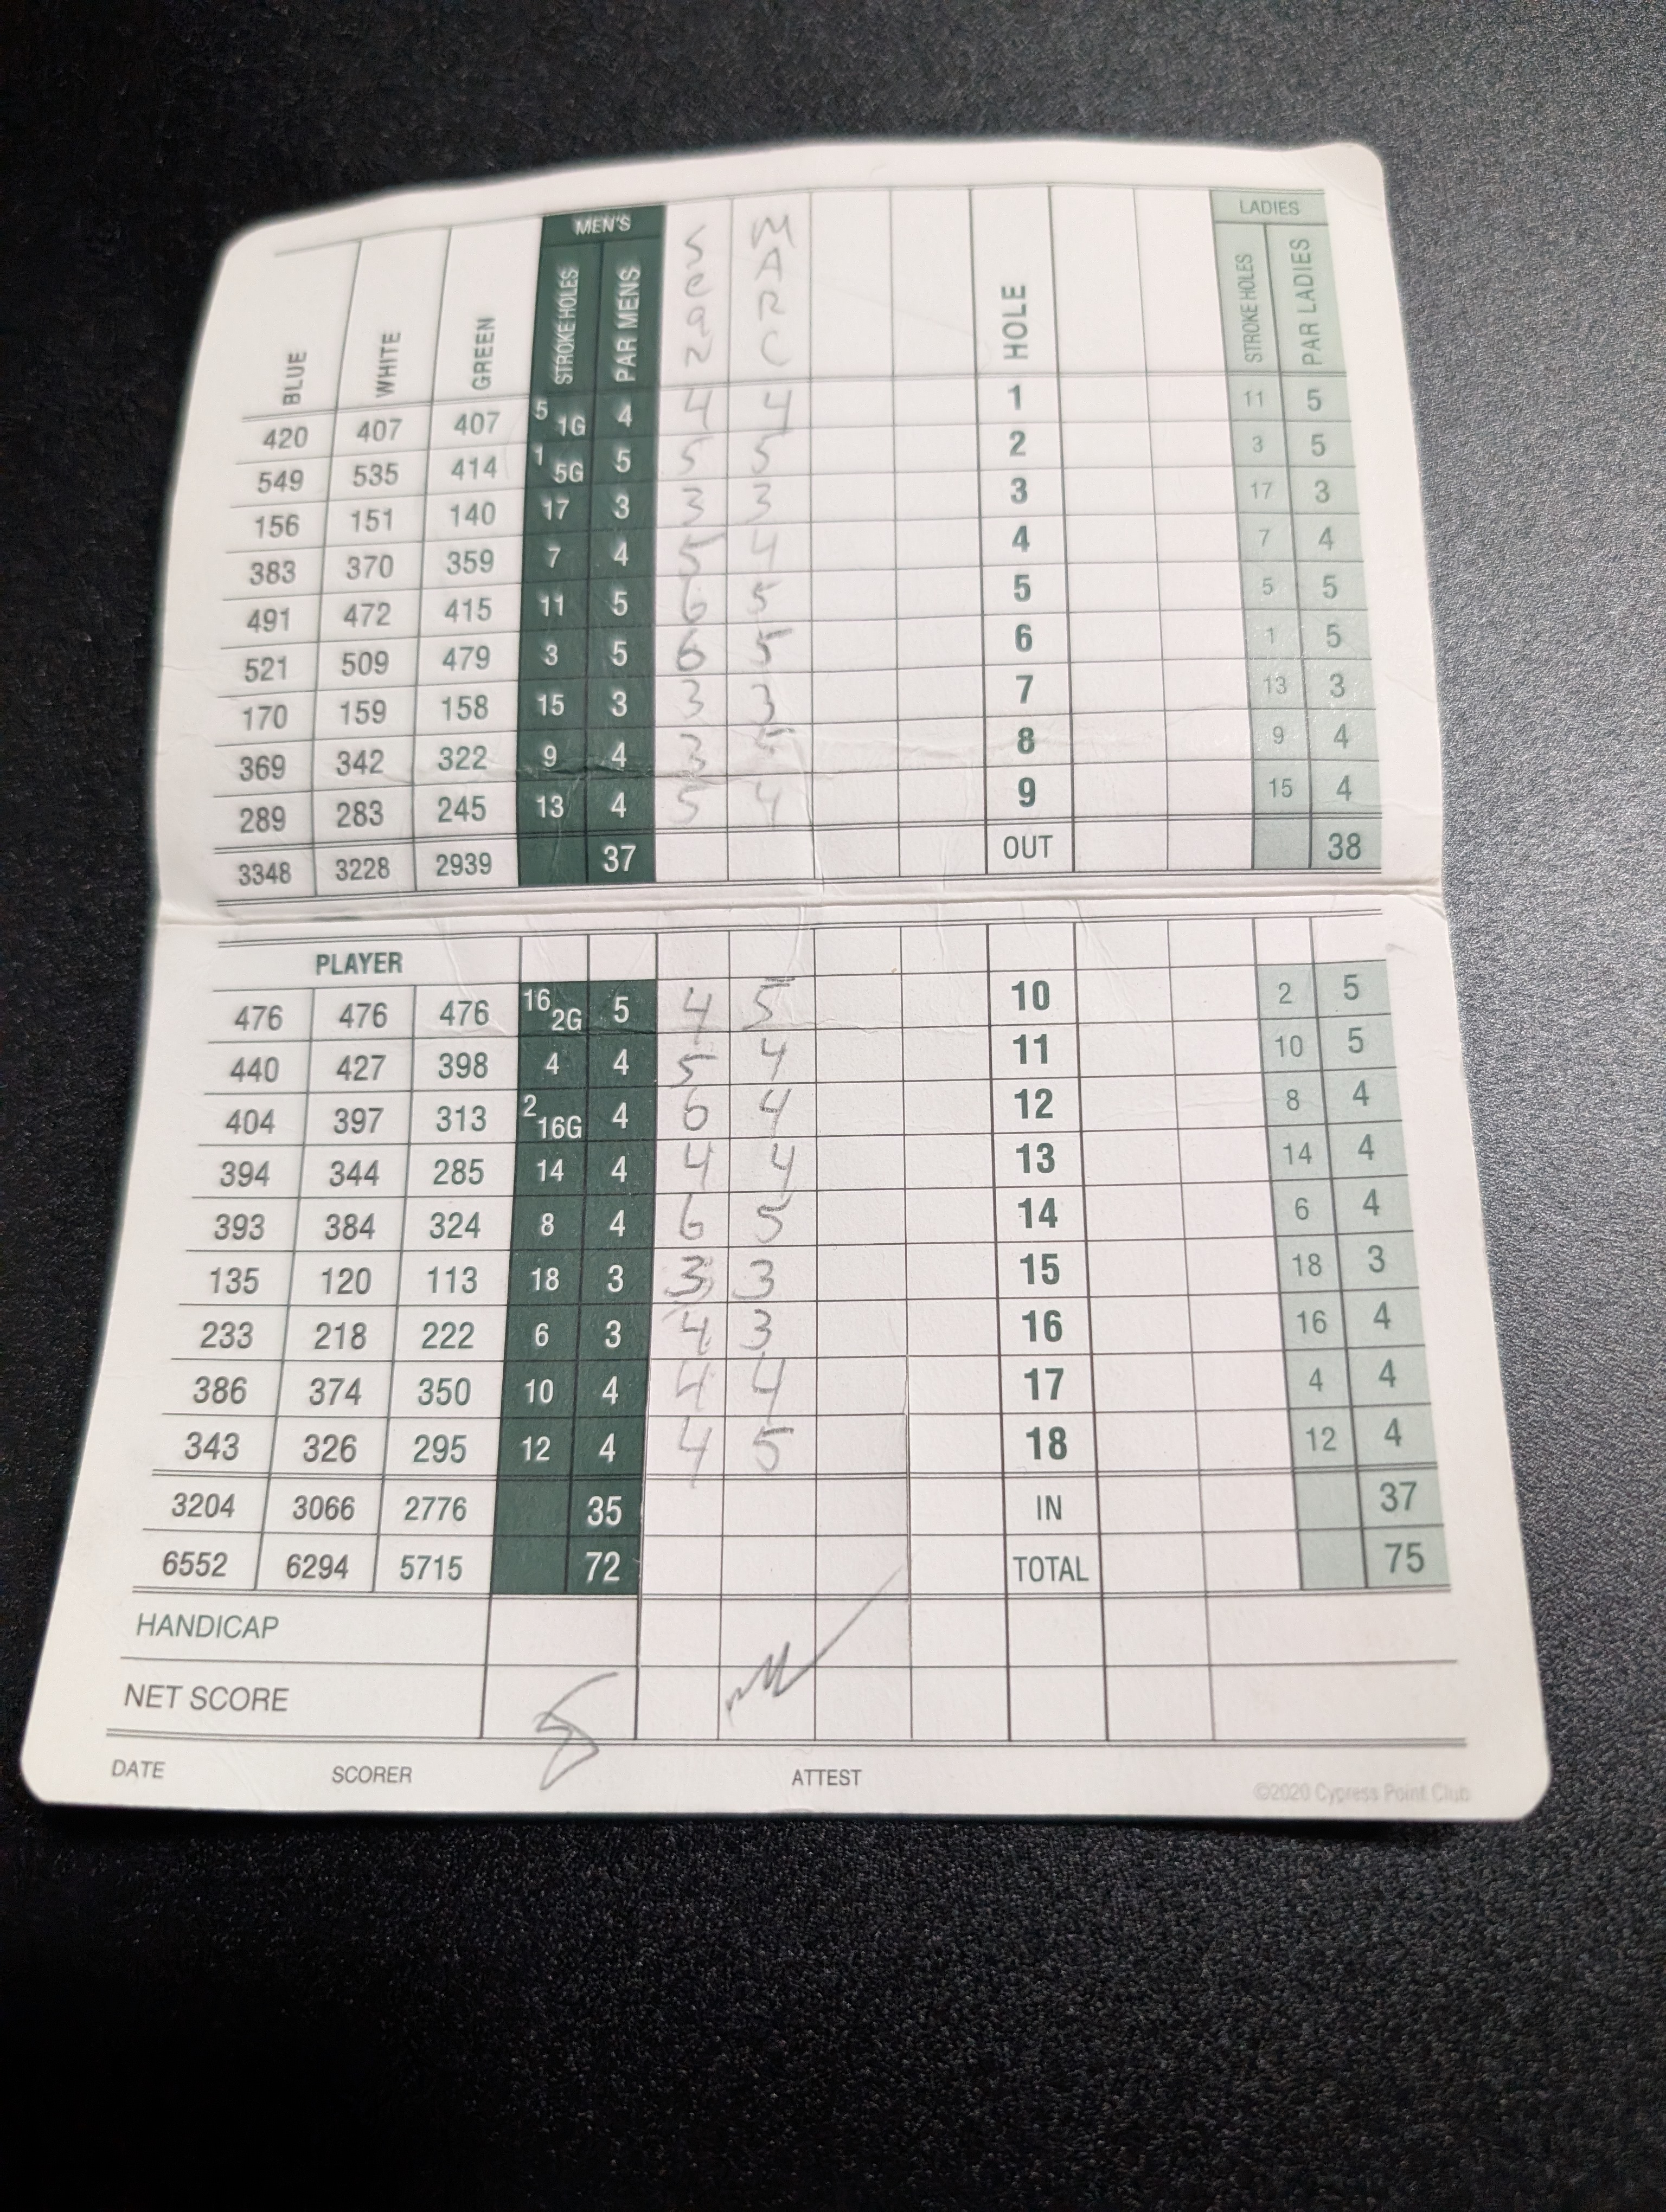 MEN'S LADIES
BLUE WHITE GREEN STROKE HOLES PAR MENS Sean MARC HOLE STROKE HOLES PAR LADIES
420 407 407 5 1G 4 4 4 1 11 5
549 535 414 1 5G 5 5 5 2 3 5
156 151 140 17 3 3 3 3 17 3
383 370 359 7 4 5 4 4 7 4
491 472 415 11 5 6 5 5 5 5
521 509 479 3 5 6 5 6 1 5
170 159 158 15 3 3 3 7 13 3
369 342 322 9 4 3 5 8 9 4
289 283 245 13 4 5 4 9 15 4
3348 3228 2939 37 OUT 38
PLAYER
476 476 476 16 2G 5 4 5 10 2 5
440 427 398 4 4 5 4 11 10 5
404 397 313 2 16G 4 6 4 12 8 4
394 344 285 14 4 4 4 13 14 4
393 384 324 8 4 6 5 14 6 4
135 120 113 18 3 3 3 15 18 3
233 218 222 6 3 4 3 16 16 4
386 374 350 10 4 4 4 17 4 4
343 326 295 12 4 4 5 18 12 4
3204 3066 2776 35 IN 37
6552 6294 5715 72 TOTAL 75
HANDICAP
NET SCORE
DATE SCORER ATTEST
©2020 Cypress Point Club